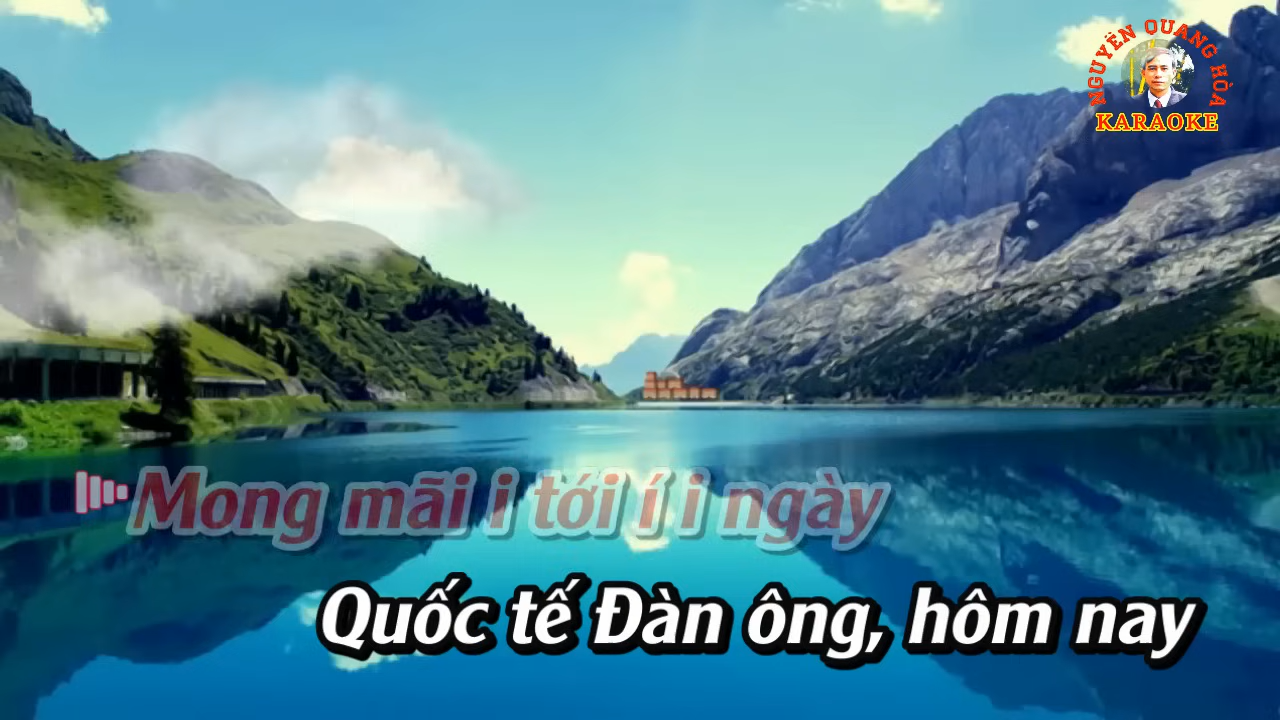 NGUYỄN QUANG HÒA
KARAOKE
Mong mãi i tới í i ngày
Quốc tế Đàn ông, hôm nay